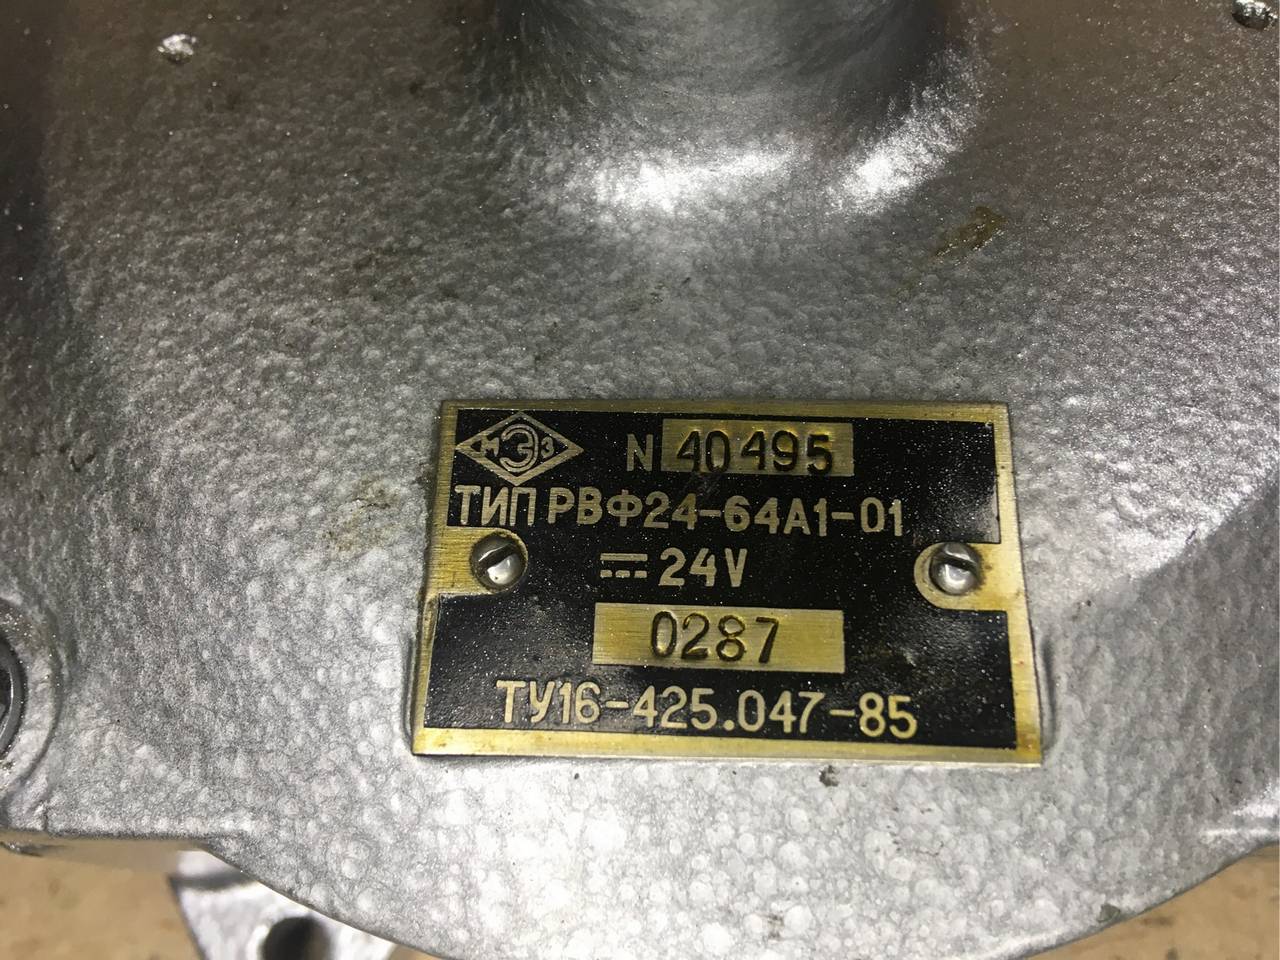 МЭЗ N 40495
ТИП РВФ24-64А1-01
24V
0287
ТУ16-425.047-85